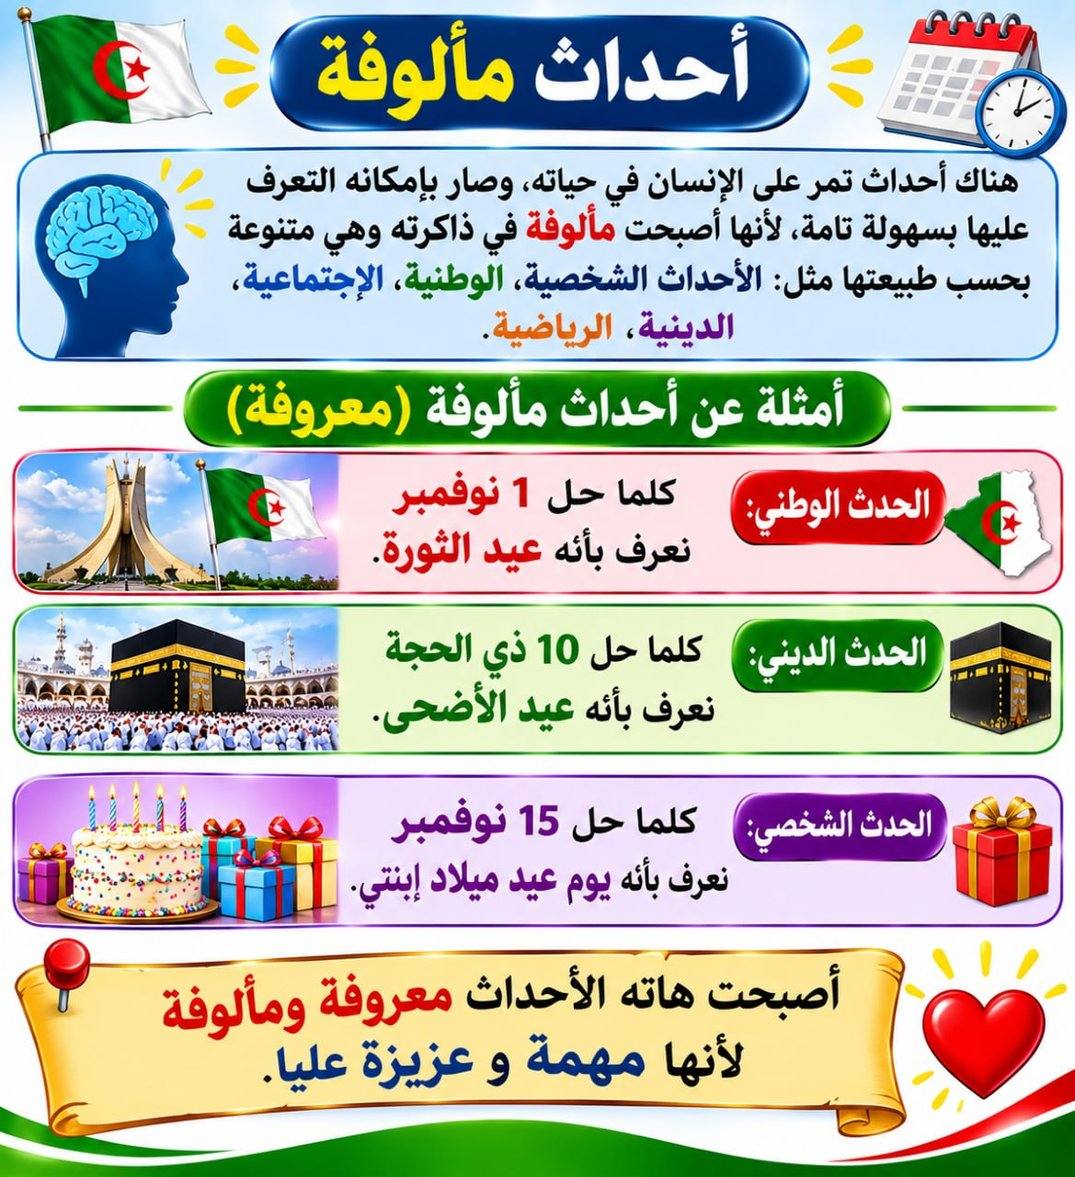 أحداث مألوفة
هناك أحداث تمر على الإنسان في حياته، وصار بإمكانه التعرف
عليها بسهولة تامة، لأنها أصبحت مألوفة في ذاكرته وهي متنوعة
بحسب طبيعتها مثل: الأحداث الشخصية، الوطنية، الإجتماعية،
الدينية، الرياضية.
أمثلة عن أحداث مألوفة (معروفة)
الحدث الوطني:
كلما حل 1 نوفمبر
نعرف بأئه عيد الثورة.
الحدث الديني:
كلما حل 10 ذي الحجة
نعرف بأئه عيد الأضحى.
الحدث الشخصي:
كلما حل 15 نوفمبر
نعرف بأئه يوم عيد ميلاد إبنتي.
أصبحت هاته الأحداث معروفة ومألوفة
لأنها مهمة و عزيزة عليا.